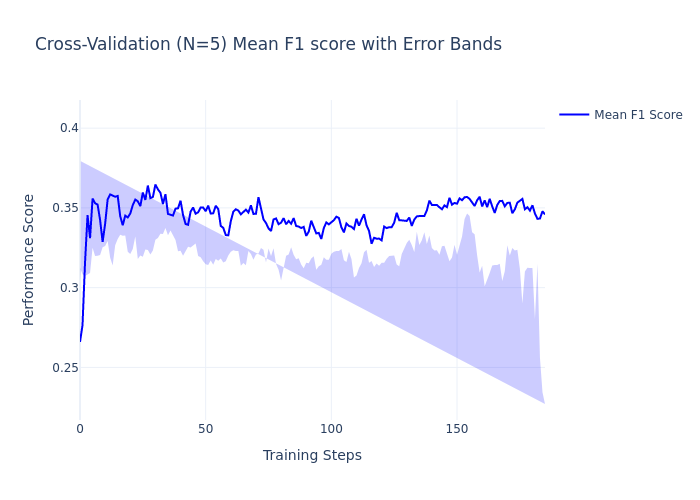 Cross-Validation (N=5) Mean F1 score with Error Bands
Mean F1 Score
Performance Score
0.4
0.35
0.3
0.25
0
50
100
150
Training Steps